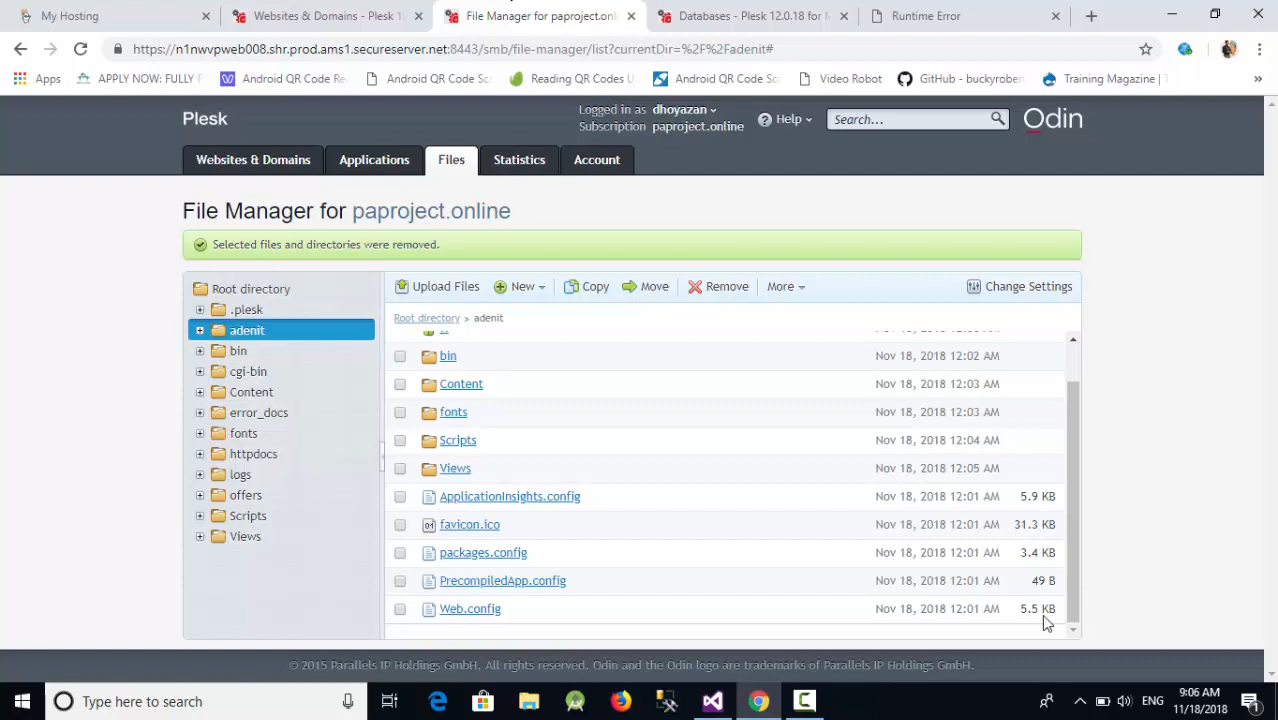 My Hosting
Websites & Domains - Plesk 1
File Manager for paproject.onl
Databases - Plesk 12.0.18 for M
Runtime Error
https://n1nwvpweb008.shr.prod.ams1.secureserver.net:8443/smb/file-manager/list?currentDir=%2F%2Fadenit#
Apps
APPLY NOW: FULLY F
Android QR Code Re
Android QR Code Sca
Reading QR Codes U
Android QR Code Sca
Video Robot
GitHub - buckyrober
Training Magazine | T
»
Plesk
Logged in as dhoyazan
Subscription paproject.online
Help
Search...
Odin
Websites & Domains
Applications
Files
Statistics
Account
File Manager for paproject.online
Selected files and directories were removed.
Root directory
.plesk
adenit
bin
cgi-bin
Content
error_docs
fonts
httpdocs
logs
offers
Scripts
Views
Upload Files
New
Copy
Move
Remove
More
Change Settings
Root directory > adenit
bin Nov 18, 2018 12:02 AM
Content Nov 18, 2018 12:03 AM
fonts Nov 18, 2018 12:03 AM
Scripts Nov 18, 2018 12:04 AM
Views Nov 18, 2018 12:05 AM
ApplicationInsights.config Nov 18, 2018 12:01 AM 5.9 KB
favicon.ico Nov 18, 2018 12:01 AM 31.3 KB
packages.config Nov 18, 2018 12:01 AM 3.4 KB
PrecompiledApp.config Nov 18, 2018 12:01 AM 49 B
Web.config Nov 18, 2018 12:01 AM 5.5 KB
© 2015 Parallels IP Holdings GmbH. All rights reserved. Odin and the Odin logo are trademarks of Parallels IP Holdings GmbH.
Type here to search
ENG
9:06 AM
11/18/2018
1